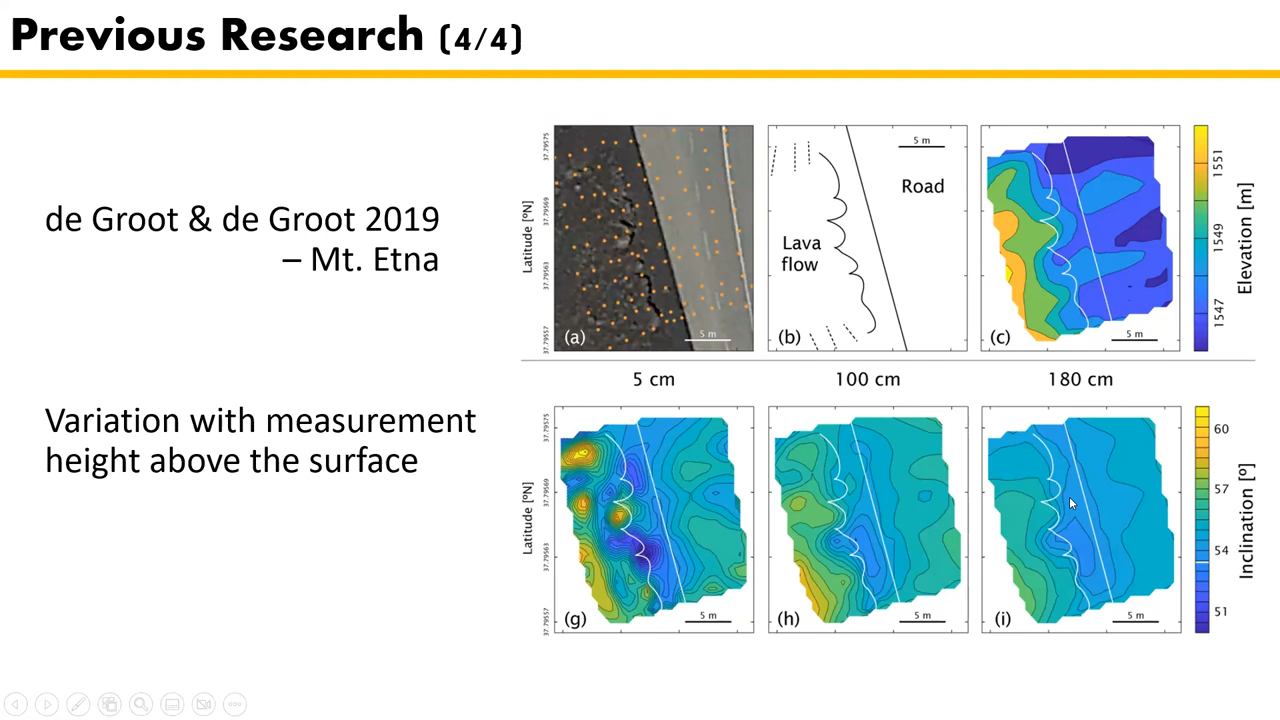 Previous Research (4/4)
de Groot & de Groot 2019
– Mt. Etna
Variation with measurement
height above the surface
Latitude [ºN]
37.79575
37.79569
37.79563
37.79557
(a)
5 m
(b)
5 m
Road
Lava
flow
(c)
5 m
1551
1549
1547
Elevation [m]
5 cm
100 cm
180 cm
Latitude [ºN]
37.79575
37.79569
37.79563
37.79557
(g)
5 m
(h)
5 m
(i)
5 m
60
57
54
51
Inclination [º]